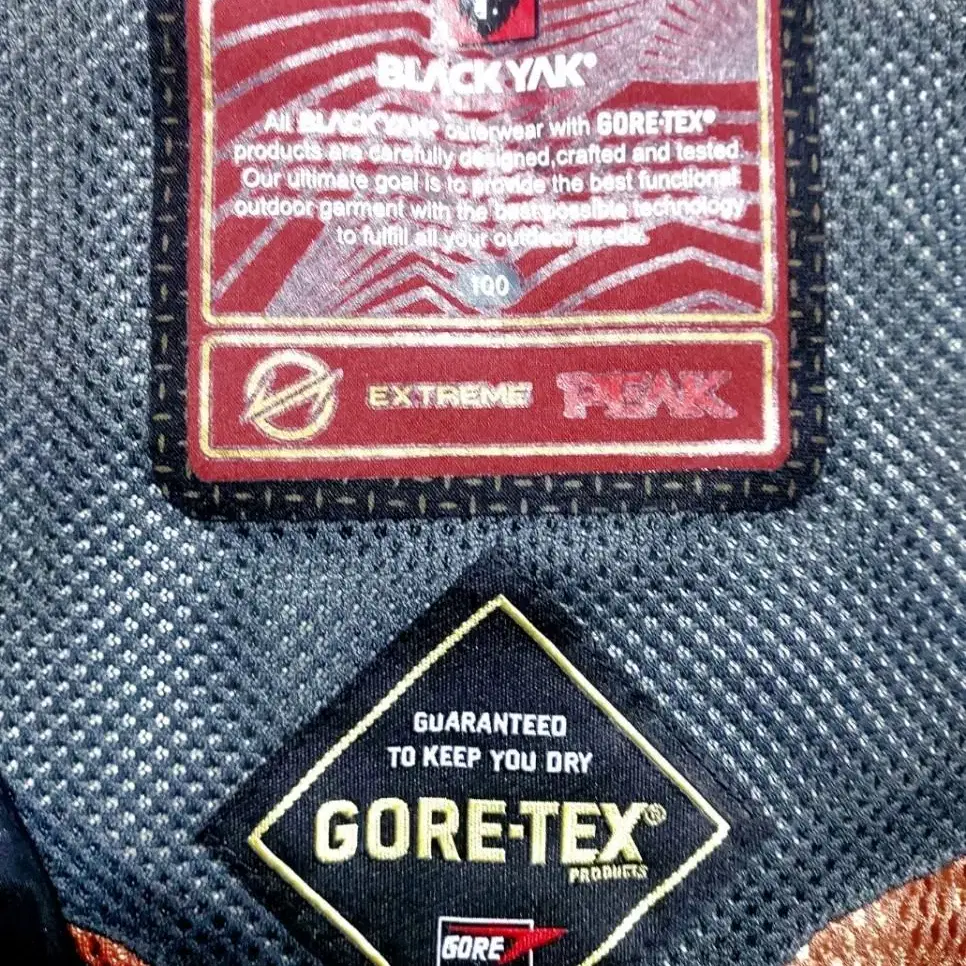 BLACKYAK®
All BLACKYAK® outerwear with GORE-TEX®
products are carefully designed,crafted and tested.
Our ultimate goal is to provide the best functional
outdoor garment with the best possible technology
to fulfill all your outdoor needs.
100
EXTREME PEAK
GUARANTEED
TO KEEP YOU DRY
GORE-TEX®
PRODUCTS
GORE